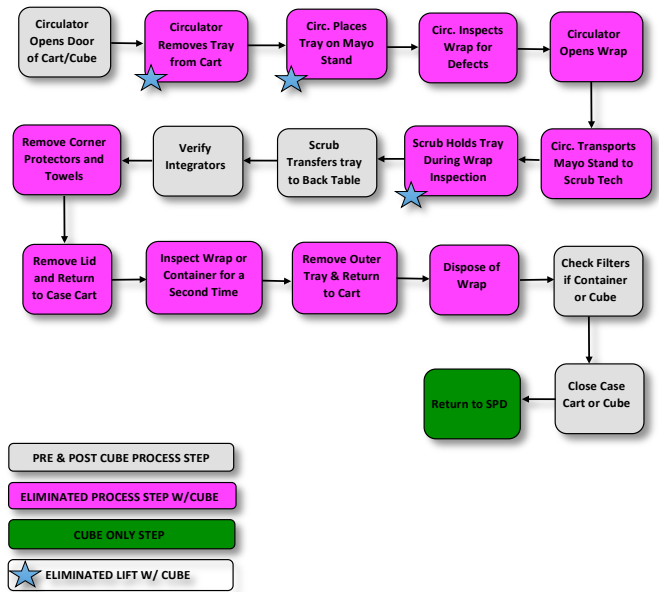 Circulator
Opens Door
of Cart/Cube
Circulator
Removes Tray
from Cart
Circ. Places
Tray on Mayo
Stand
Circ. Inspects
Wrap for
Defects
Circulator
Opens Wrap
Remove Corner
Protectors and
Towels
Verify
Integrators
Scrub
Transfers tray
to Back Table
Scrub Holds Tray
During Wrap
Inspection
Circ. Transports
Mayo Stand to
Scrub Tech
Remove Lid
and Return
to Case Cart
Inspect Wrap or
Container for a
Second Time
Remove Outer
Tray & Return
to Cart
Dispose of
Wrap
Check Filters
if Container
or Cube
Return to SPD
Close Case
Cart or Cube
PRE & POST CUBE PROCESS STEP
ELIMINATED PROCESS STEP W/CUBE
CUBE ONLY STEP
ELIMINATED LIFT W/ CUBE